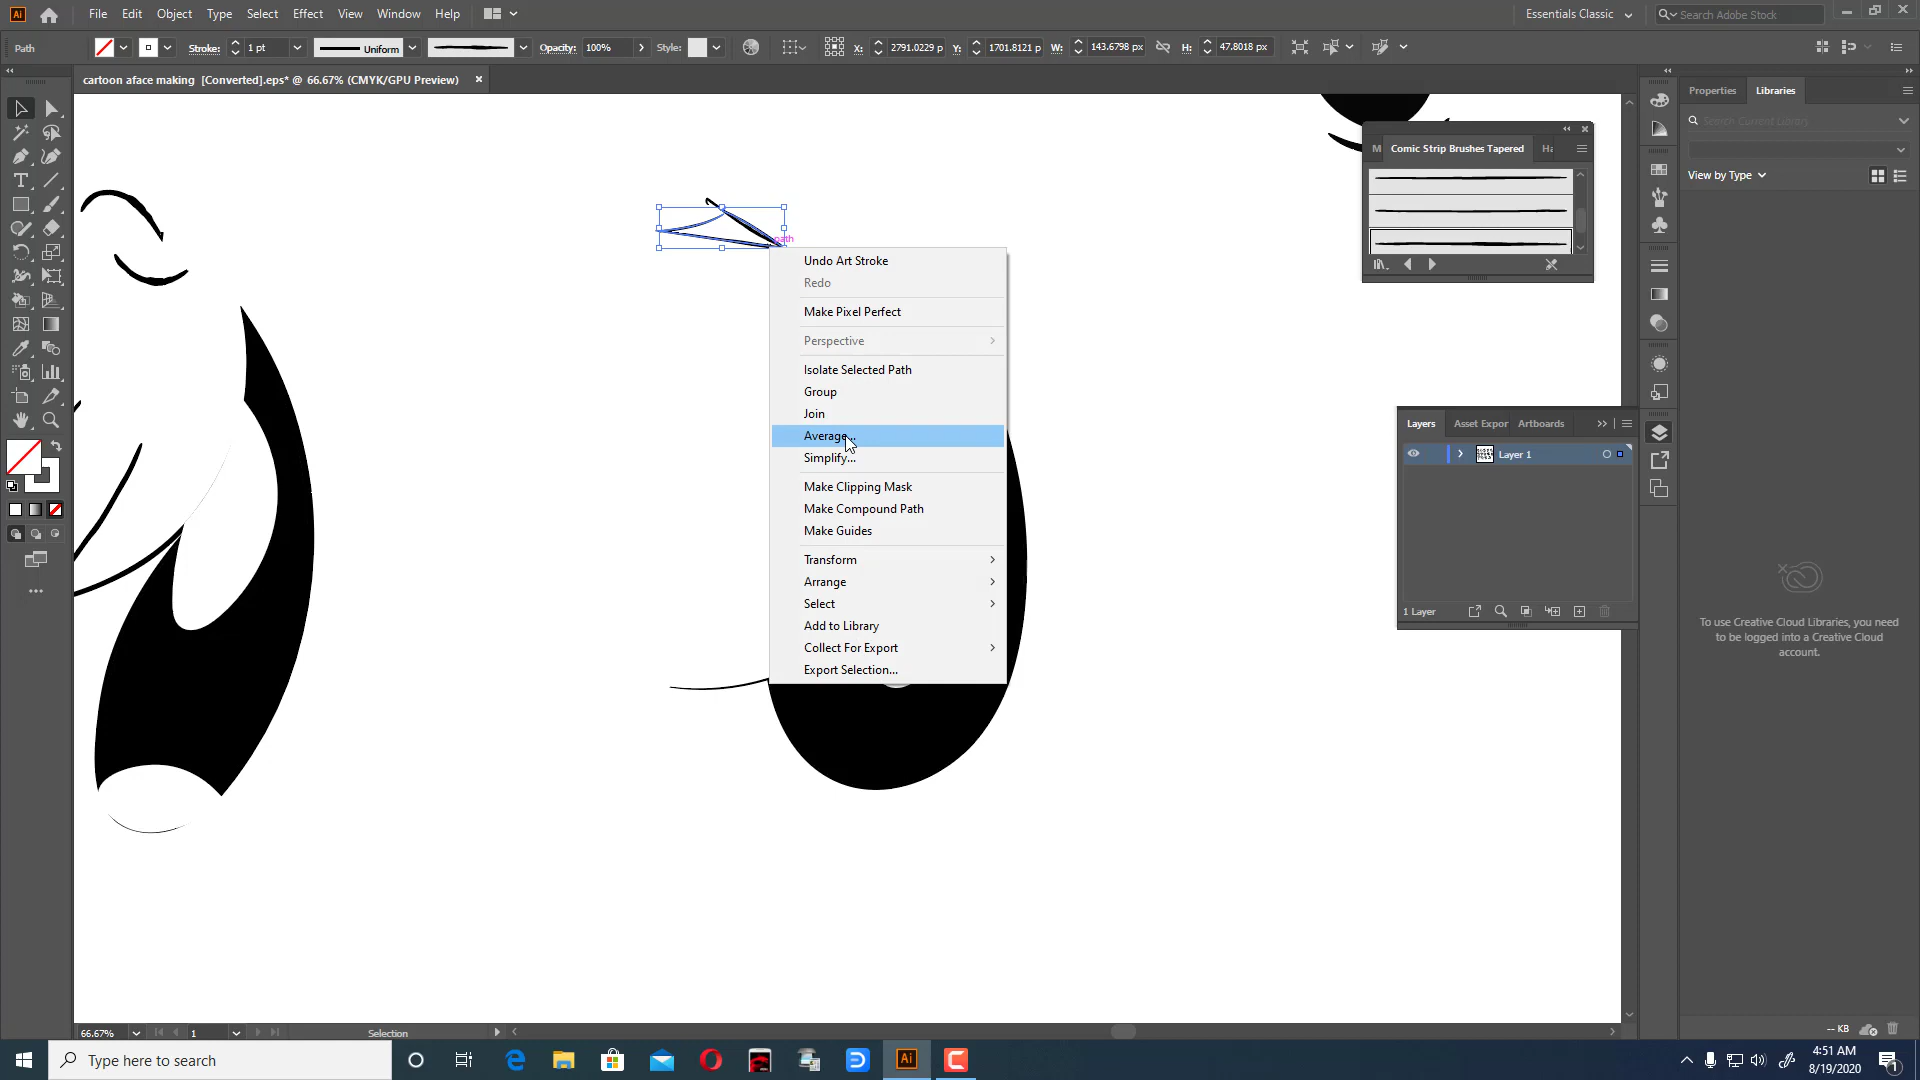 Ai File Edit Object Type Select Effect View Window Help Essentials Classic Search Adobe Stock
Path Stroke: 1 pt Uniform Opacity: 100% Style: X: 2791.0229 p Y: 1701.8121 p W: 143.6798 px H: 47.8018 px
cartoon aface making [Converted].eps* @ 66.67% (CMYK/GPU Preview)
Properties Libraries
Search Current Library
View by Type
M Comic Strip Brushes Tapered Ha
path
Undo Art Stroke
Redo
Make Pixel Perfect
Perspective
Isolate Selected Path
Group
Join
Average...
Simplify...
Make Clipping Mask
Make Compound Path
Make Guides
Transform
Arrange
Select
Add to Library
Collect For Export
Export Selection...
Layers Asset Expor Artboards
Layer 1
1 Layer
To use Creative Cloud Libraries, you need
to be logged into a Creative Cloud
account.
-- KB
66.67% 1 Selection
Type here to search
4:51 AM
8/19/2020
1